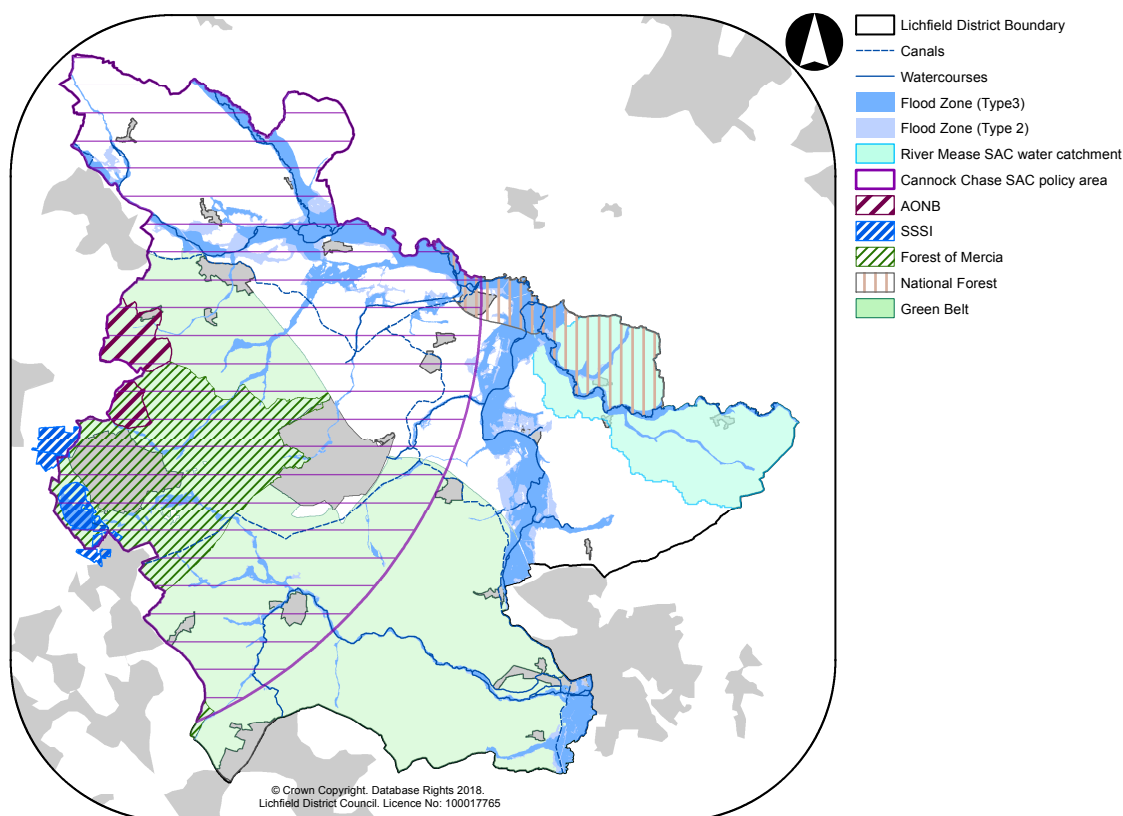 Lichfield District Boundary
Canals
Watercourses
Flood Zone (Type3)
Flood Zone (Type 2)
River Mease SAC water catchment
Cannock Chase SAC policy area
AONB
SSSI
Forest of Mercia
National Forest
Green Belt
© Crown Copyright. Database Rights 2018.
Lichfield District Council. Licence No: 100017765